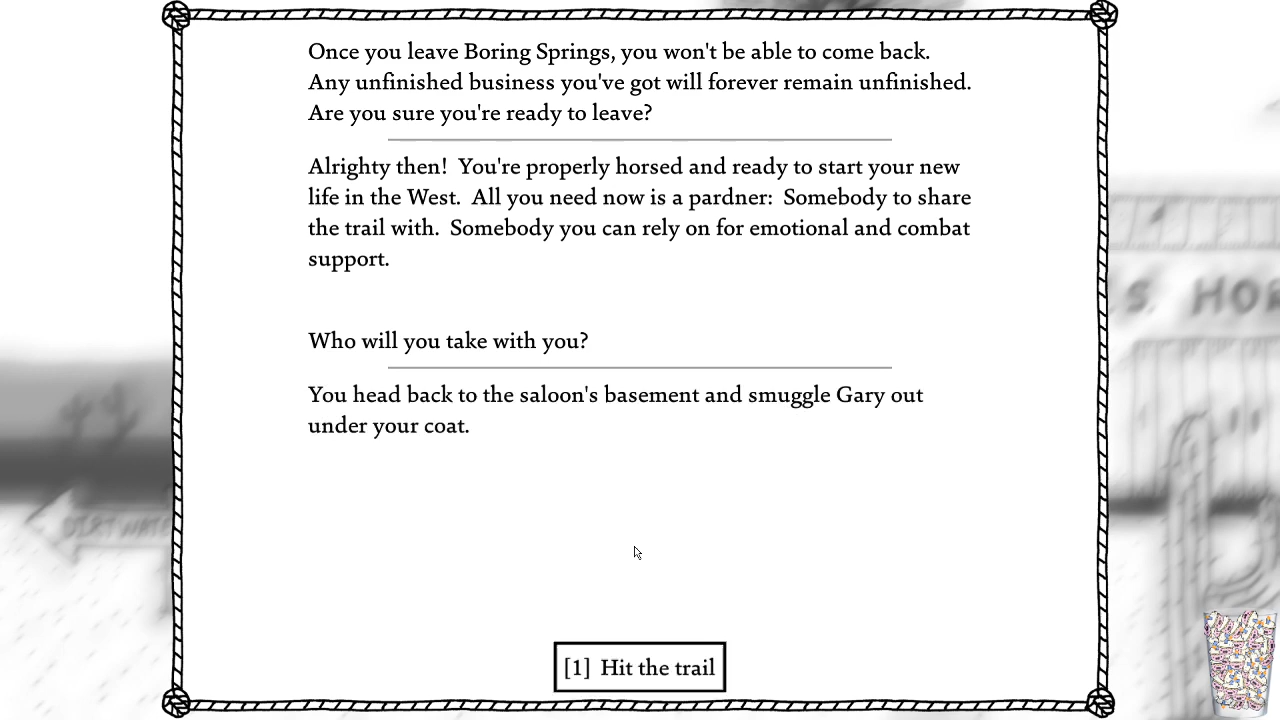 Once you leave Boring Springs, you won't be able to come back.
Any unfinished business you've got will forever remain unfinished.
Are you sure you're ready to leave?
Alrighty then!  You're properly horsed and ready to start your new
life in the West.  All you need now is a pardner:  Somebody to share
the trail with.  Somebody you can rely on for emotional and combat
support.
Who will you take with you?
You head back to the saloon's basement and smuggle Gary out
under your coat.
[1]  Hit the trail
DIRTWATE
S. HOR